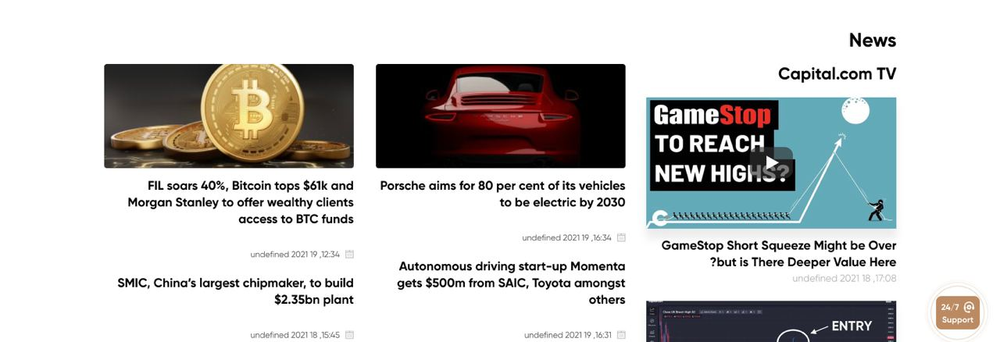 News
Capital.com TV
GameStop
TO REACH
NEW HIGHS?
GameStop Short Squeeze Might be Over
?but is There Deeper Value Here
undefined 2021 18 ,17:08
ENTRY
PORSCHE
Porsche aims for 80 per cent of its vehicles
to be electric by 2030
undefined 2021 19 ,16:34
Autonomous driving start-up Momenta
gets $500m from SAIC, Toyota amongst
others
undefined 2021 19 ,16:31
FIL soars 40%, Bitcoin tops $61k and
Morgan Stanley to offer wealthy clients
access to BTC funds
undefined 2021 19 ,12:34
SMIC, China’s largest chipmaker, to build
$2.35bn plant
undefined 2021 18 ,15:45
24/7
Support